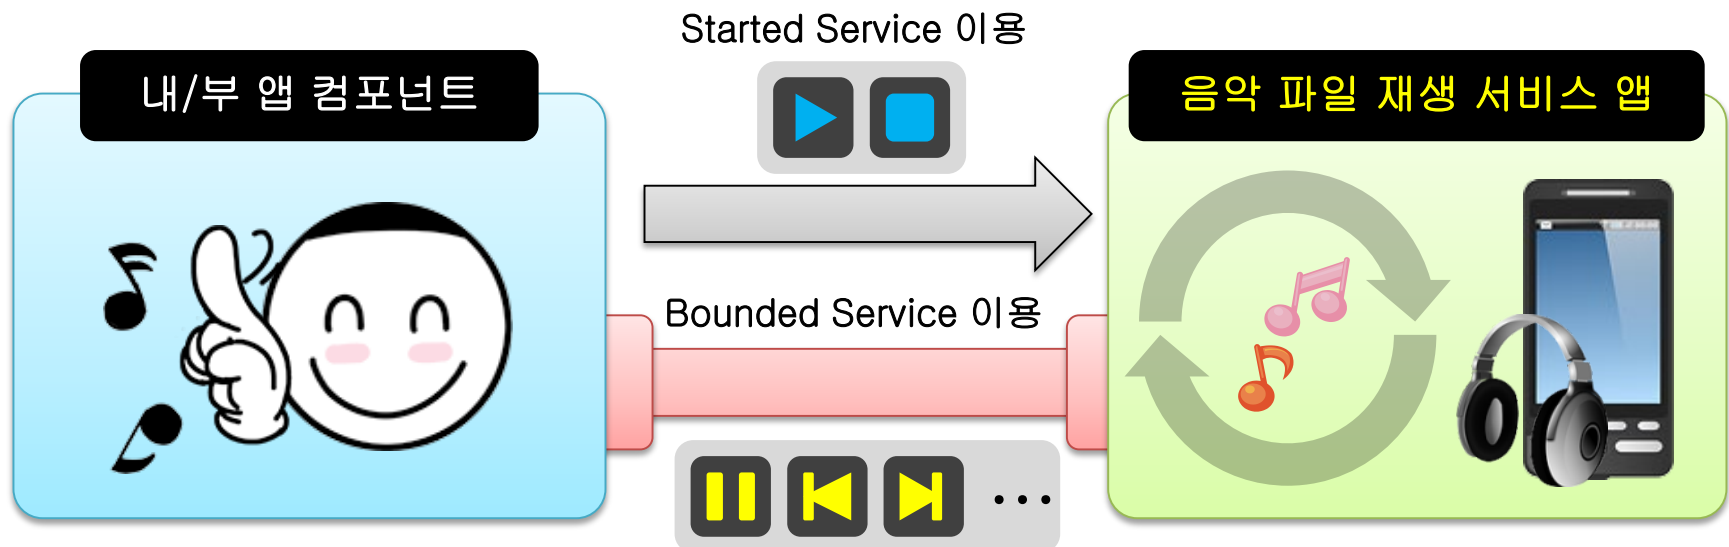 Started Service 이용
내/부 앱 컴포넌트
음악 파일 재생 서비스 앱
Bounded Service 이용
...